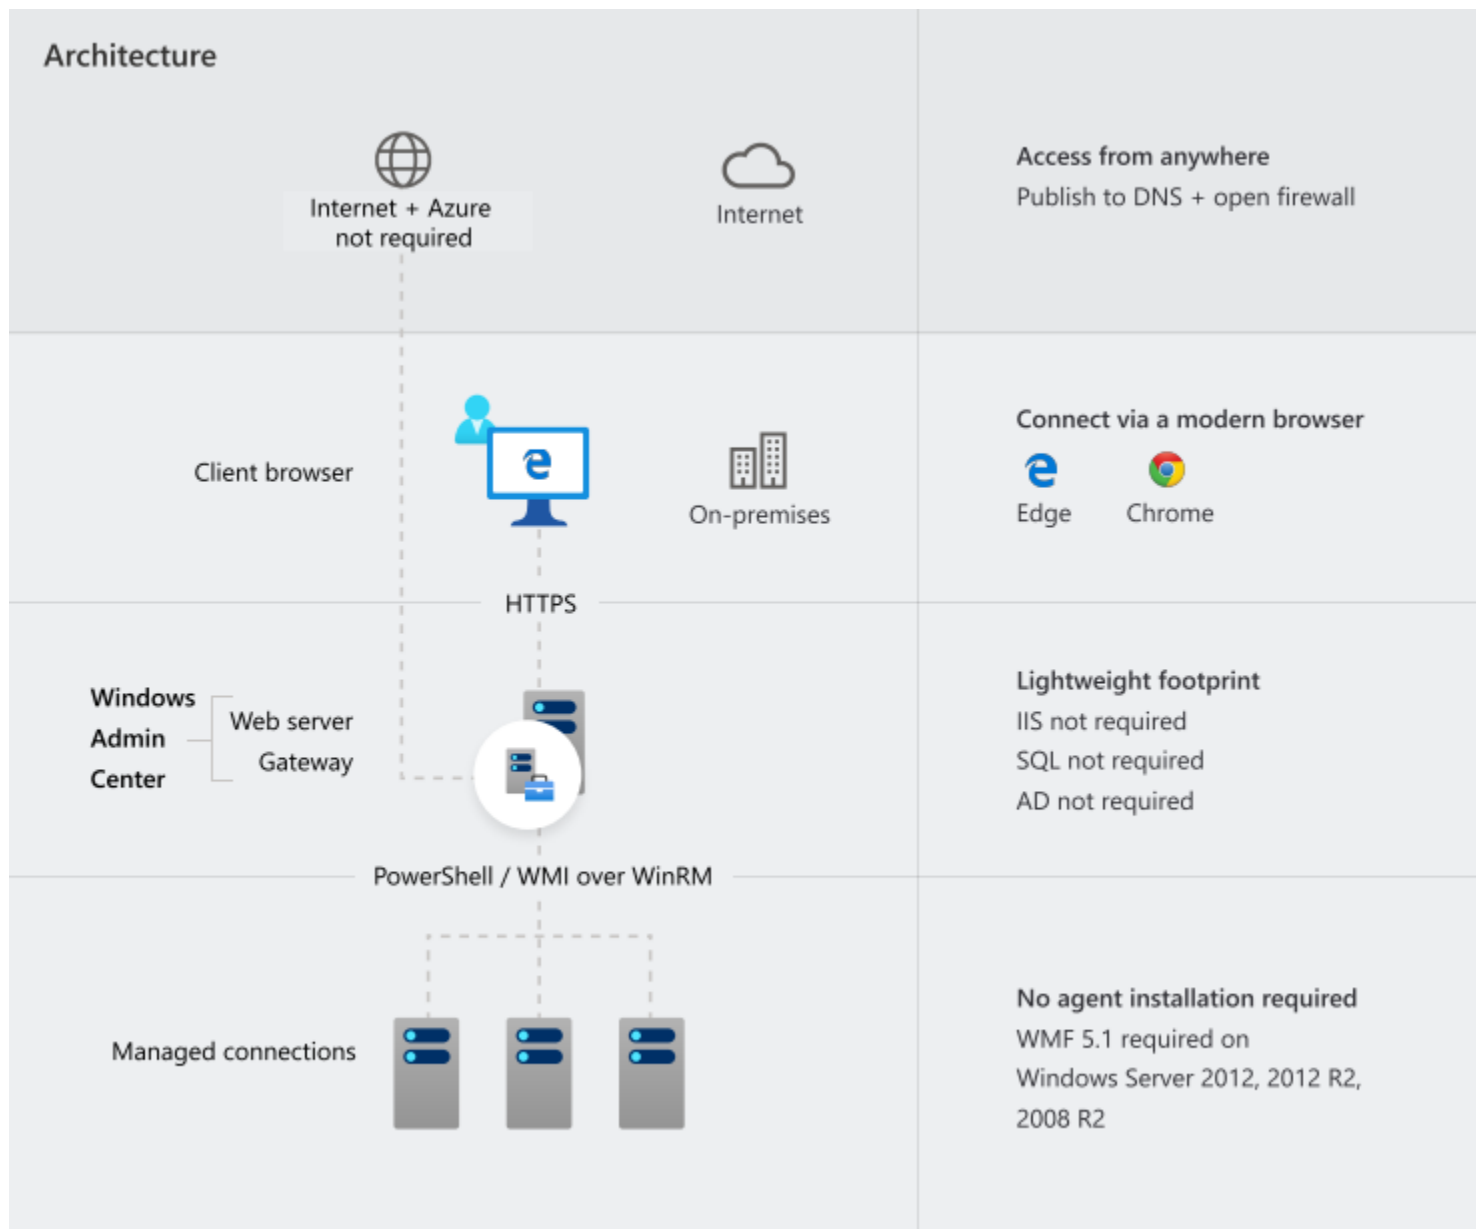 Architecture
Internet + Azure
not required
Internet
Access from anywhere
Publish to DNS + open firewall
Client browser
On-premises
Connect via a modern browser
Edge
Chrome
HTTPS
Windows
Admin
Center
Web server
Gateway
Lightweight footprint
IIS not required
SQL not required
AD not required
PowerShell / WMI over WinRM
Managed connections
No agent installation required
WMF 5.1 required on
Windows Server 2012, 2012 R2,
2008 R2